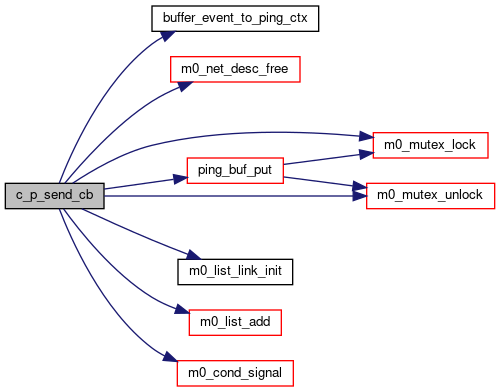 buffer_event_to_ping_ctx
m0_net_desc_free
m0_mutex_lock
ping_buf_put
c_p_send_cb
m0_mutex_unlock
m0_list_link_init
m0_list_add
m0_cond_signal